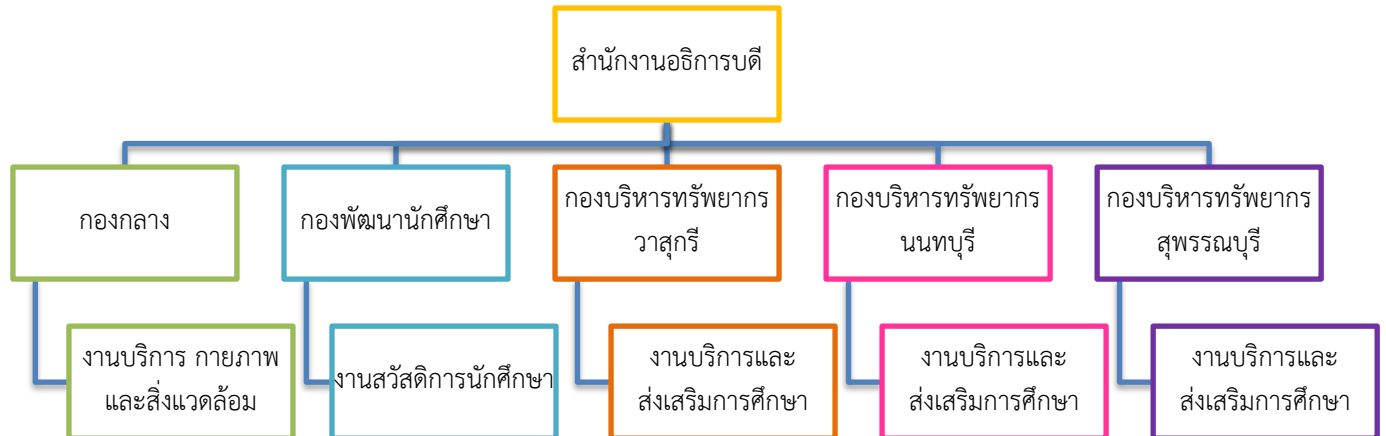 สำนักงานอธิการบดี
กองกลาง
กองพัฒนานักศึกษา
กองบริหารทรัพยากร
วาสุกรี
กองบริหารทรัพยากร
นนทบุรี
กองบริหารทรัพยากร
สุพรรณบุรี
งานบริการ กายภาพ
และสิ่งแวดล้อม
งานสวัสดิการนักศึกษา
งานบริการและ
ส่งเสริมการศึกษา
งานบริการและ
ส่งเสริมการศึกษา
งานบริการและ
ส่งเสริมการศึกษา